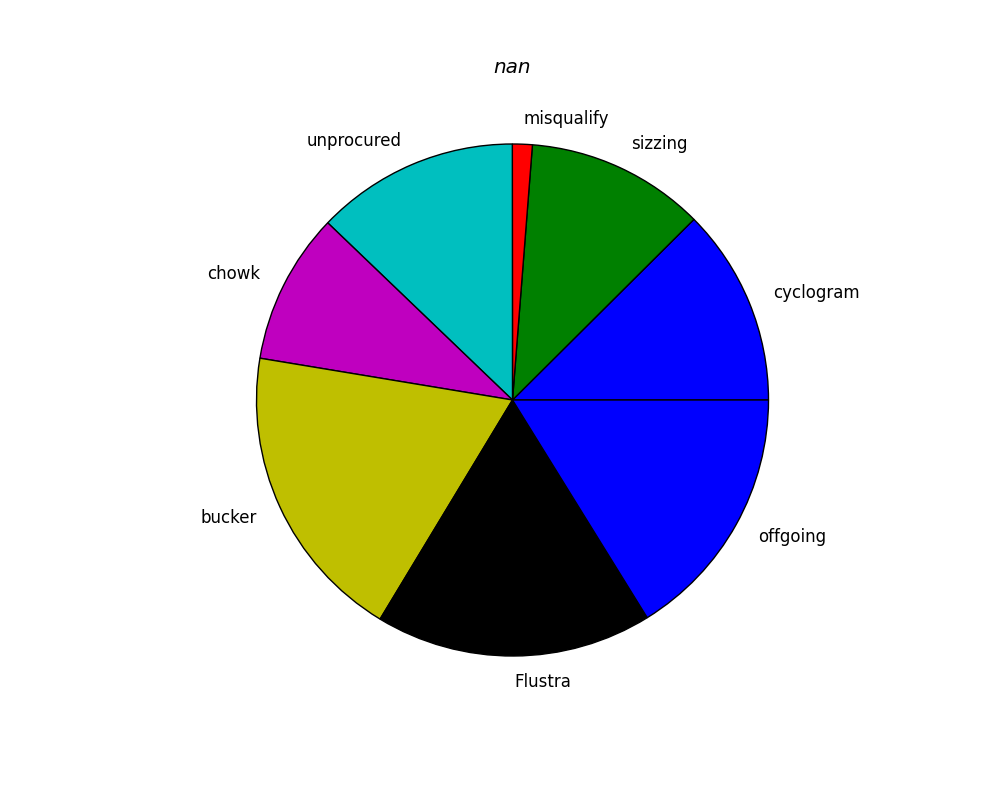 nan
misqualify
unprocured
sizzing
chowk
cyclogram
bucker
offgoing
Flustra